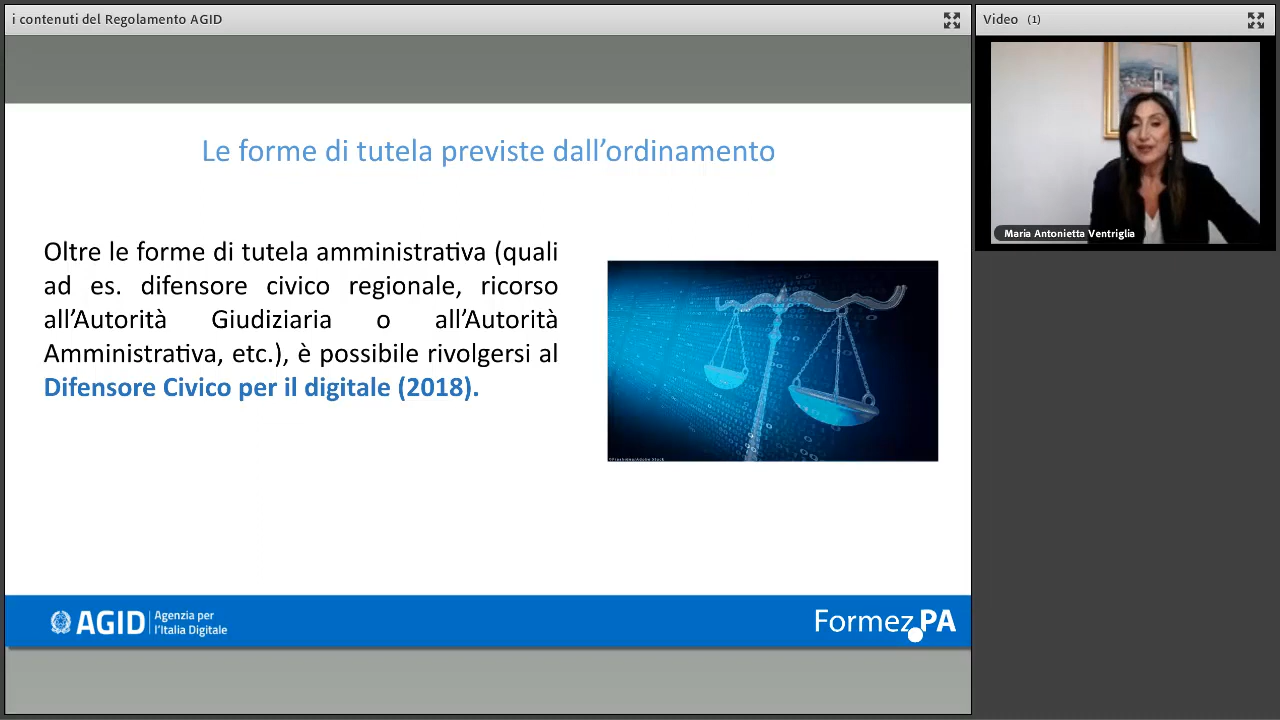 i contenuti del Regolamento AGID
Video (1)
Maria Antonietta Ventriglia
Le forme di tutela previste dall’ordinamento
Oltre le forme di tutela amministrativa (quali
ad es. difensore civico regionale, ricorso
all’Autorità Giudiziaria o all’Autorità
Amministrativa, etc.), è possibile rivolgersi al
Difensore Civico per il digitale (2018).
AGID
Agenzia per
l’Italia Digitale
Formez PA